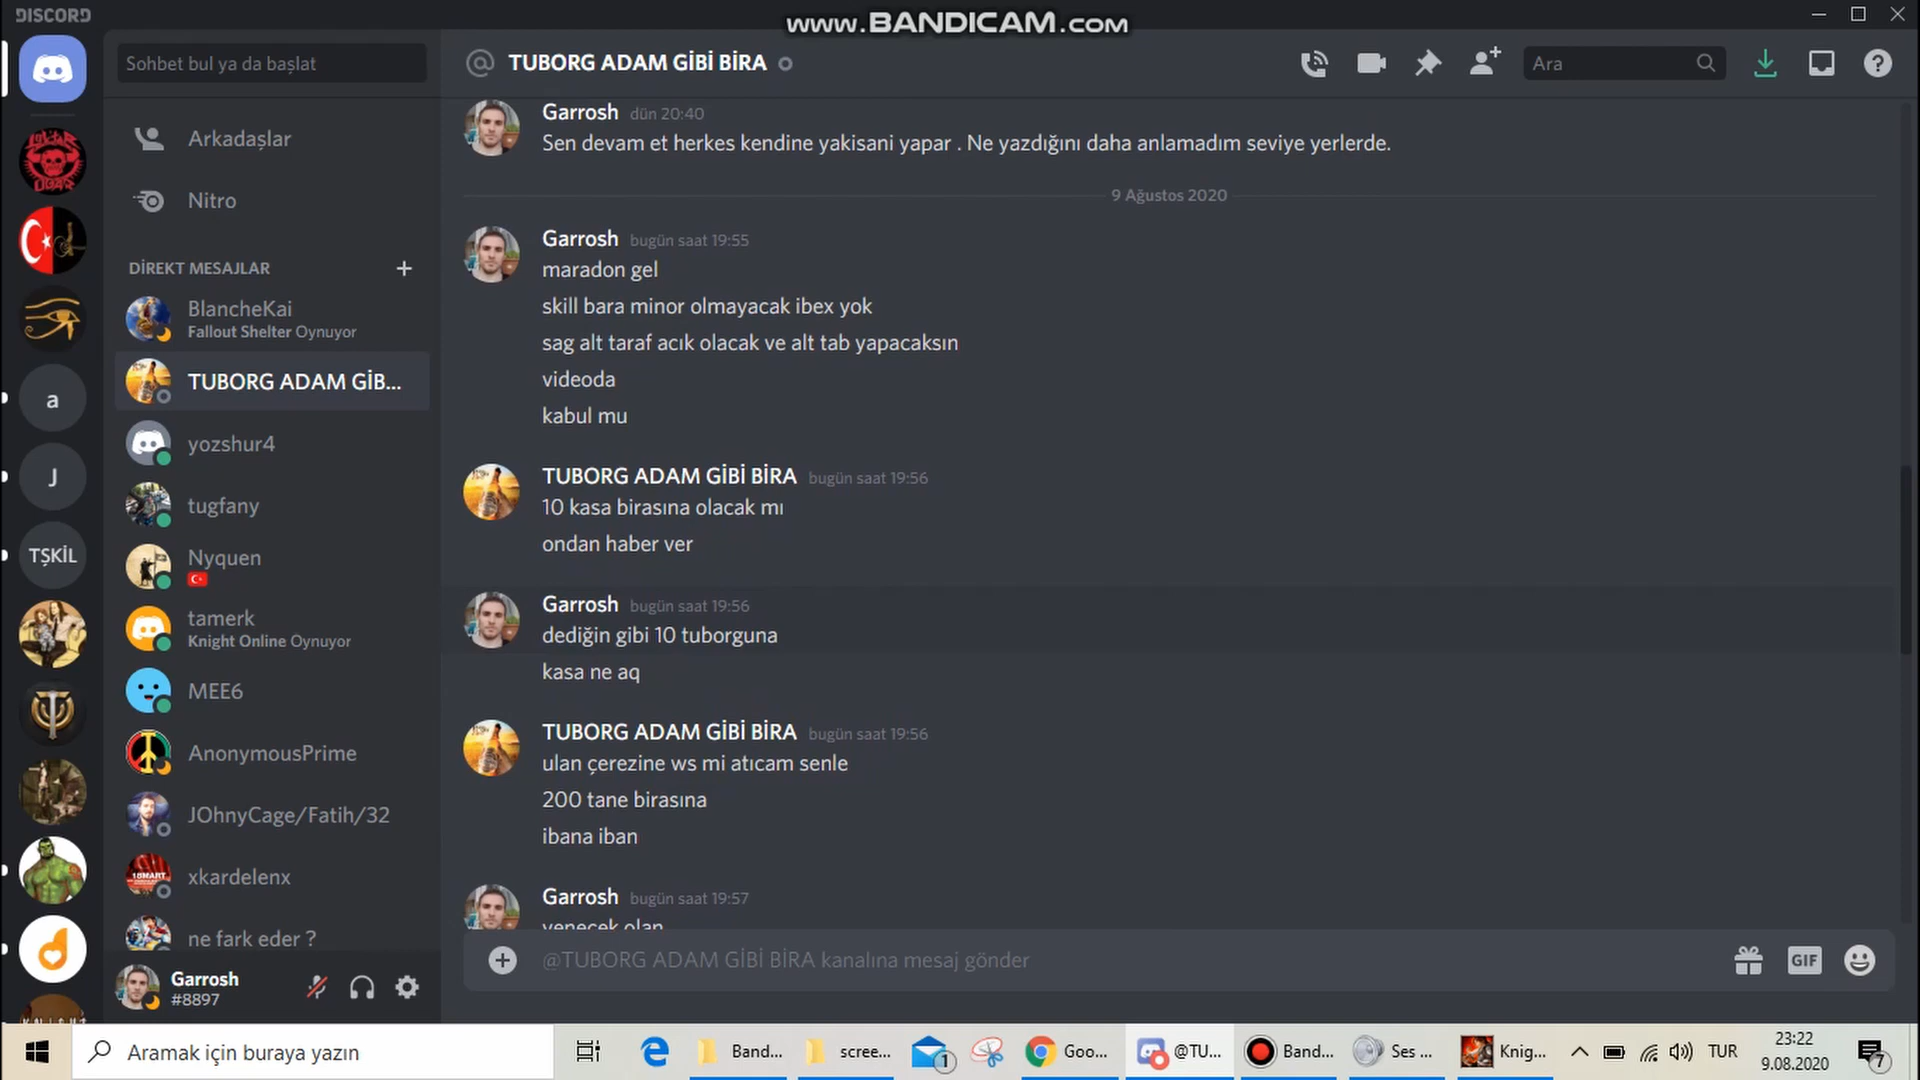 DISCORD
www.BANDICAM.com
Sohbet bul ya da başlat
Arkadaşlar
Nitro
DİREKT MESAJLAR
BlancheKai
Fallout Shelter Oynuyor
TUBORG ADAM GİB...
yozshur4
tugfany
Nyquen
tamerk
Knight Online Oynuyor
MEE6
AnonymousPrime
JOhnyCage/Fatih/32
xkardelenx
ne fark eder ?
Garrosh
#8897
a
J
TŞKİL
TUBORG ADAM GİBİ BİRA
Ara
Garrosh dün 20:40
Sen devam et herkes kendine yakisani yapar . Ne yazdığını daha anlamadım seviye yerlerde.
9 Ağustos 2020
Garrosh bugün saat 19:55
maradon gel
skill bara minor olmayacak ibex yok
sag alt taraf acık olacak ve alt tab yapacaksın
videoda
kabul mu
TUBORG ADAM GİBİ BİRA bugün saat 19:56
10 kasa birasına olacak mı
ondan haber ver
Garrosh bugün saat 19:56
dediğin gibi 10 tuborguna
kasa ne aq
TUBORG ADAM GİBİ BİRA bugün saat 19:56
ulan çerezine ws mi atıcam senle
200 tane birasına
ibana iban
Garrosh bugün saat 19:57
yenecek olan
@TUBORG ADAM GİBİ BİRA kanalına mesaj gönder
GIF
Aramak için buraya yazın
Band...
scree...
1
Goo...
@TU...
Band...
Ses ...
Knig...
TUR
23:22
9.08.2020
7